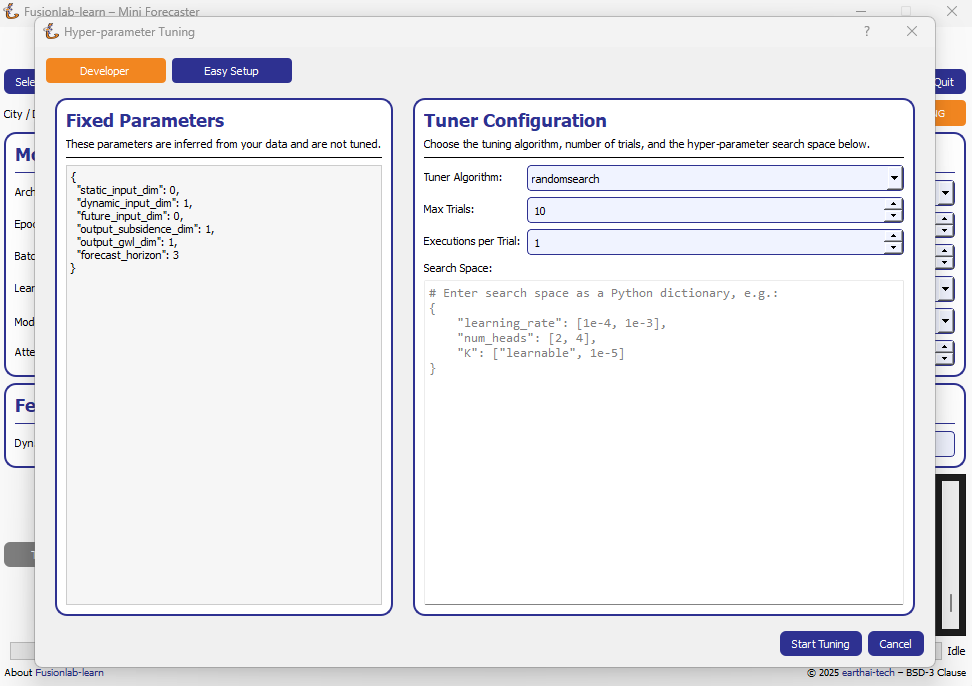 Fusionlab-learn – Mini Forecaster
Hyper-parameter Tuning
?
Developer
Easy Setup
Fixed Parameters
These parameters are inferred from your data and are not tuned.
{
"static_input_dim": 0,
"dynamic_input_dim": 1,
"future_input_dim": 0,
"output_subsidence_dim": 1,
"output_gwl_dim": 1,
"forecast_horizon": 3
}
Tuner Configuration
Choose the tuning algorithm, number of trials, and the hyper-parameter search space below.
Tuner Algorithm:
randomsearch
Max Trials:
10
Executions per Trial:
1
Search Space:
# Enter search space as a Python dictionary, e.g.:
{
"learning_rate": [1e-4, 1e-3],
"num_heads": [2, 4],
"K": ["learnable", 1e-5]
}
Start Tuning
Cancel
Sele
Quit
City / D
NG
Mo
Arch
Epoc
Batc
Lear
Mod
Atte
Fe
Dyn
T
Idle
About Fusionlab-learn
© 2025 earthai-tech – BSD-3 Clause